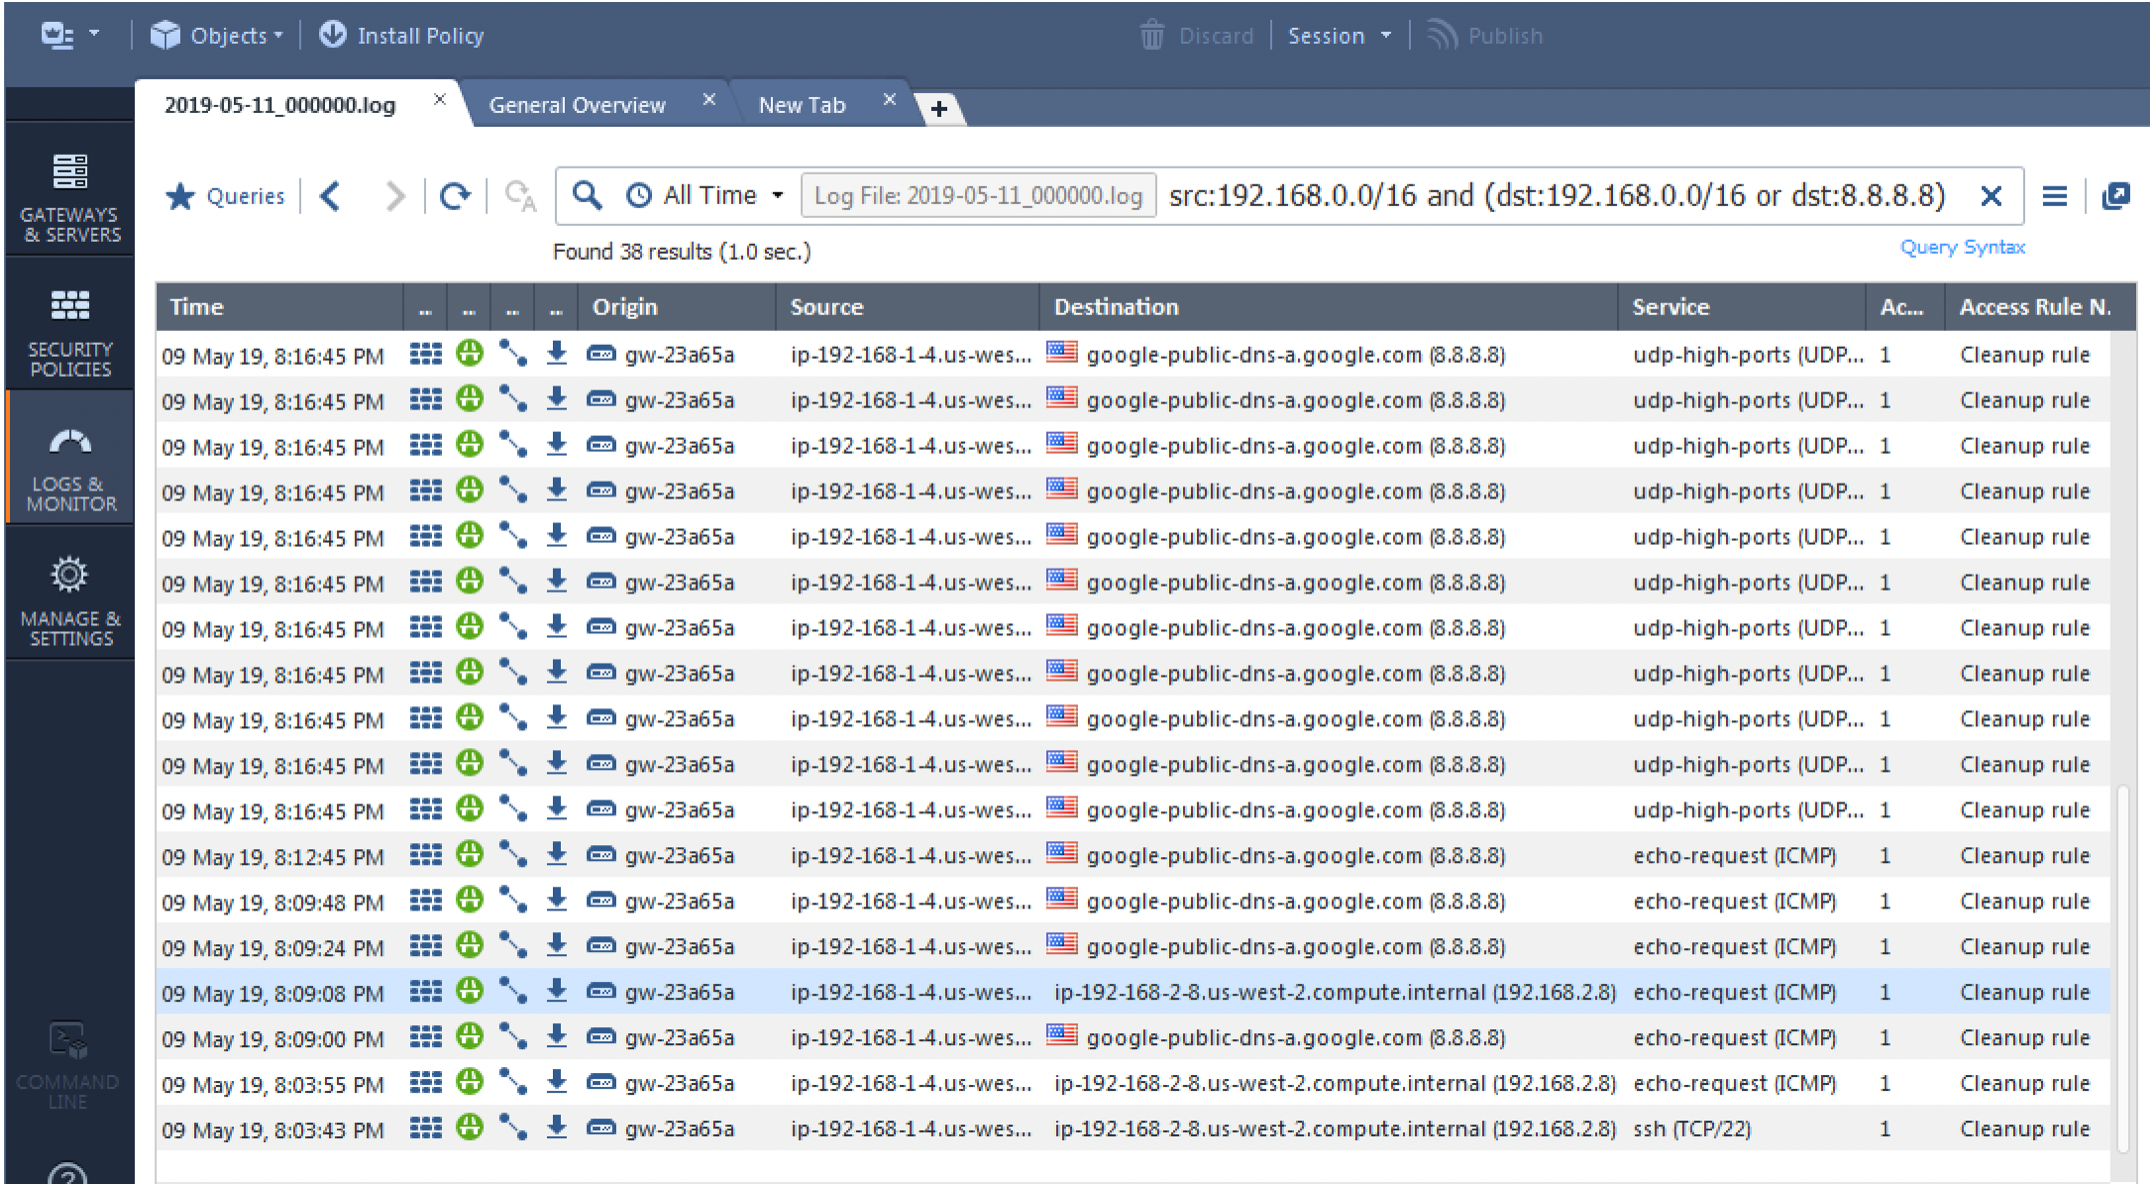 Objects Install Policy Discard Session Publish
2019-05-11_000000.log General Overview New Tab +
Queries All Time Log File: 2019-05-11_000000.log src:192.168.0.0/16 and (dst:192.168.0.0/16 or dst:8.8.8.8)
Found 38 results (1.0 sec.) Query Syntax
GATEWAYS
& SERVERS
SECURITY
POLICIES
LOGS &
MONITOR
MANAGE &
SETTINGS
COMMAND
LINE
?
Time ... ... ... ... Origin Source Destination Service Ac... Access Rule N.
09 May 19, 8:16:45 PM gw-23a65a ip-192-168-1-4.us-wes... google-public-dns-a.google.com (8.8.8.8) udp-high-ports (UDP... 1 Cleanup rule
09 May 19, 8:16:45 PM gw-23a65a ip-192-168-1-4.us-wes... google-public-dns-a.google.com (8.8.8.8) udp-high-ports (UDP... 1 Cleanup rule
09 May 19, 8:16:45 PM gw-23a65a ip-192-168-1-4.us-wes... google-public-dns-a.google.com (8.8.8.8) udp-high-ports (UDP... 1 Cleanup rule
09 May 19, 8:16:45 PM gw-23a65a ip-192-168-1-4.us-wes... google-public-dns-a.google.com (8.8.8.8) udp-high-ports (UDP... 1 Cleanup rule
09 May 19, 8:16:45 PM gw-23a65a ip-192-168-1-4.us-wes... google-public-dns-a.google.com (8.8.8.8) udp-high-ports (UDP... 1 Cleanup rule
09 May 19, 8:16:45 PM gw-23a65a ip-192-168-1-4.us-wes... google-public-dns-a.google.com (8.8.8.8) udp-high-ports (UDP... 1 Cleanup rule
09 May 19, 8:16:45 PM gw-23a65a ip-192-168-1-4.us-wes... google-public-dns-a.google.com (8.8.8.8) udp-high-ports (UDP... 1 Cleanup rule
09 May 19, 8:16:45 PM gw-23a65a ip-192-168-1-4.us-wes... google-public-dns-a.google.com (8.8.8.8) udp-high-ports (UDP... 1 Cleanup rule
09 May 19, 8:16:45 PM gw-23a65a ip-192-168-1-4.us-wes... google-public-dns-a.google.com (8.8.8.8) udp-high-ports (UDP... 1 Cleanup rule
09 May 19, 8:16:45 PM gw-23a65a ip-192-168-1-4.us-wes... google-public-dns-a.google.com (8.8.8.8) udp-high-ports (UDP... 1 Cleanup rule
09 May 19, 8:16:45 PM gw-23a65a ip-192-168-1-4.us-wes... google-public-dns-a.google.com (8.8.8.8) udp-high-ports (UDP... 1 Cleanup rule
09 May 19, 8:12:45 PM gw-23a65a ip-192-168-1-4.us-wes... google-public-dns-a.google.com (8.8.8.8) echo-request (ICMP) 1 Cleanup rule
09 May 19, 8:09:48 PM gw-23a65a ip-192-168-1-4.us-wes... google-public-dns-a.google.com (8.8.8.8) echo-request (ICMP) 1 Cleanup rule
09 May 19, 8:09:24 PM gw-23a65a ip-192-168-1-4.us-wes... google-public-dns-a.google.com (8.8.8.8) echo-request (ICMP) 1 Cleanup rule
09 May 19, 8:09:08 PM gw-23a65a ip-192-168-1-4.us-wes... ip-192-168-2-8.us-west-2.compute.internal (192.168.2.8) echo-request (ICMP) 1 Cleanup rule
09 May 19, 8:09:00 PM gw-23a65a ip-192-168-1-4.us-wes... google-public-dns-a.google.com (8.8.8.8) echo-request (ICMP) 1 Cleanup rule
09 May 19, 8:03:55 PM gw-23a65a ip-192-168-1-4.us-wes... ip-192-168-2-8.us-west-2.compute.internal (192.168.2.8) echo-request (ICMP) 1 Cleanup rule
09 May 19, 8:03:43 PM gw-23a65a ip-192-168-1-4.us-wes... ip-192-168-2-8.us-west-2.compute.internal (192.168.2.8) ssh (TCP/22) 1 Cleanup rule